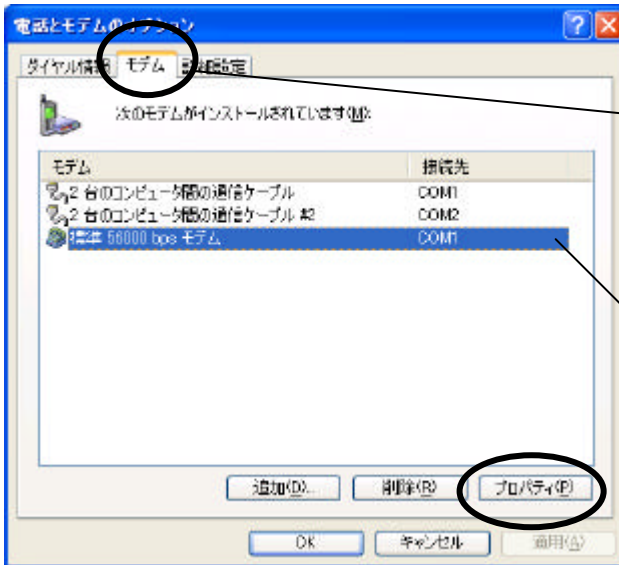 電話とモデムのオプション
ダイヤル情報 モデム 詳細設定
次のモデムがインストールされています(M):
モデム 接続先
2 台のコンピュータ間の通信ケーブル COM1
2 台のコンピュータ間の通信ケーブル #2 COM2
標準 56000 bps モデム COM1
追加(D)... 削除(R) プロパティ(P)
OK キャンセル 適用(A)